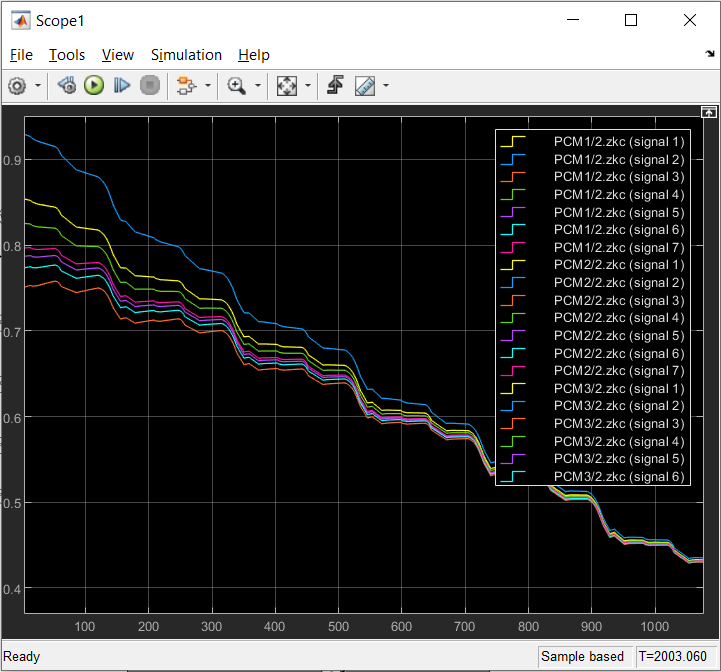 Scope1
File Tools View Simulation Help
PCM1/2.zkc (signal 1)
PCM1/2.zkc (signal 2)
PCM1/2.zkc (signal 3)
PCM1/2.zkc (signal 4)
PCM1/2.zkc (signal 5)
PCM1/2.zkc (signal 6)
PCM1/2.zkc (signal 7)
PCM2/2.zkc (signal 1)
PCM2/2.zkc (signal 2)
PCM2/2.zkc (signal 3)
PCM2/2.zkc (signal 4)
PCM2/2.zkc (signal 5)
PCM2/2.zkc (signal 6)
PCM2/2.zkc (signal 7)
PCM3/2.zkc (signal 1)
PCM3/2.zkc (signal 2)
PCM3/2.zkc (signal 3)
PCM3/2.zkc (signal 4)
PCM3/2.zkc (signal 5)
PCM3/2.zkc (signal 6)
0.9
0.8
0.7
0.6
0.5
0.4
100 200 300 400 500 600 700 800 900 1000
Ready Sample based T=2003.060